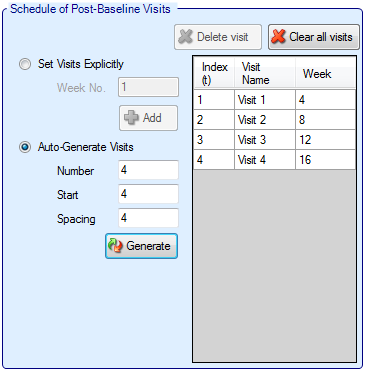 Schedule of Post-Baseline Visits
Delete visit
Clear all visits
Set Visits Explicitly
Week No. 1
Add
Auto-Generate Visits
Number 4
Start 4
Spacing 4
Generate
Index (t) Visit Name Week
1 Visit 1 4
2 Visit 2 8
3 Visit 3 12
4 Visit 4 16